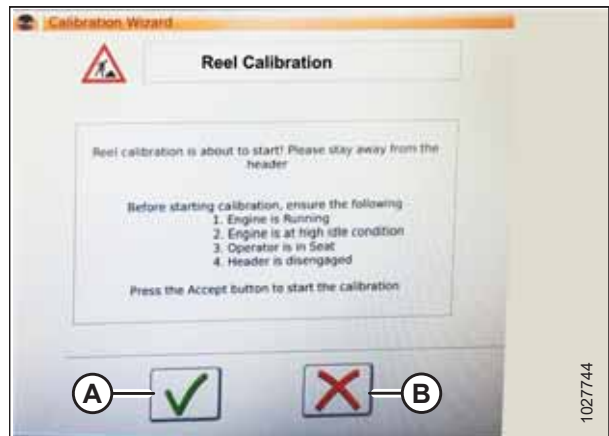 Calibration Wizard
Reel Calibration
Reel calibration is about to start! Please stay away from the
header
Before starting calibration, ensure the following
1. Engine is Running
2. Engine is at high idle condition
3. Operator is in Seat
4. Header is disengaged
Press the Accept button to start the calibration
A
B
1027744